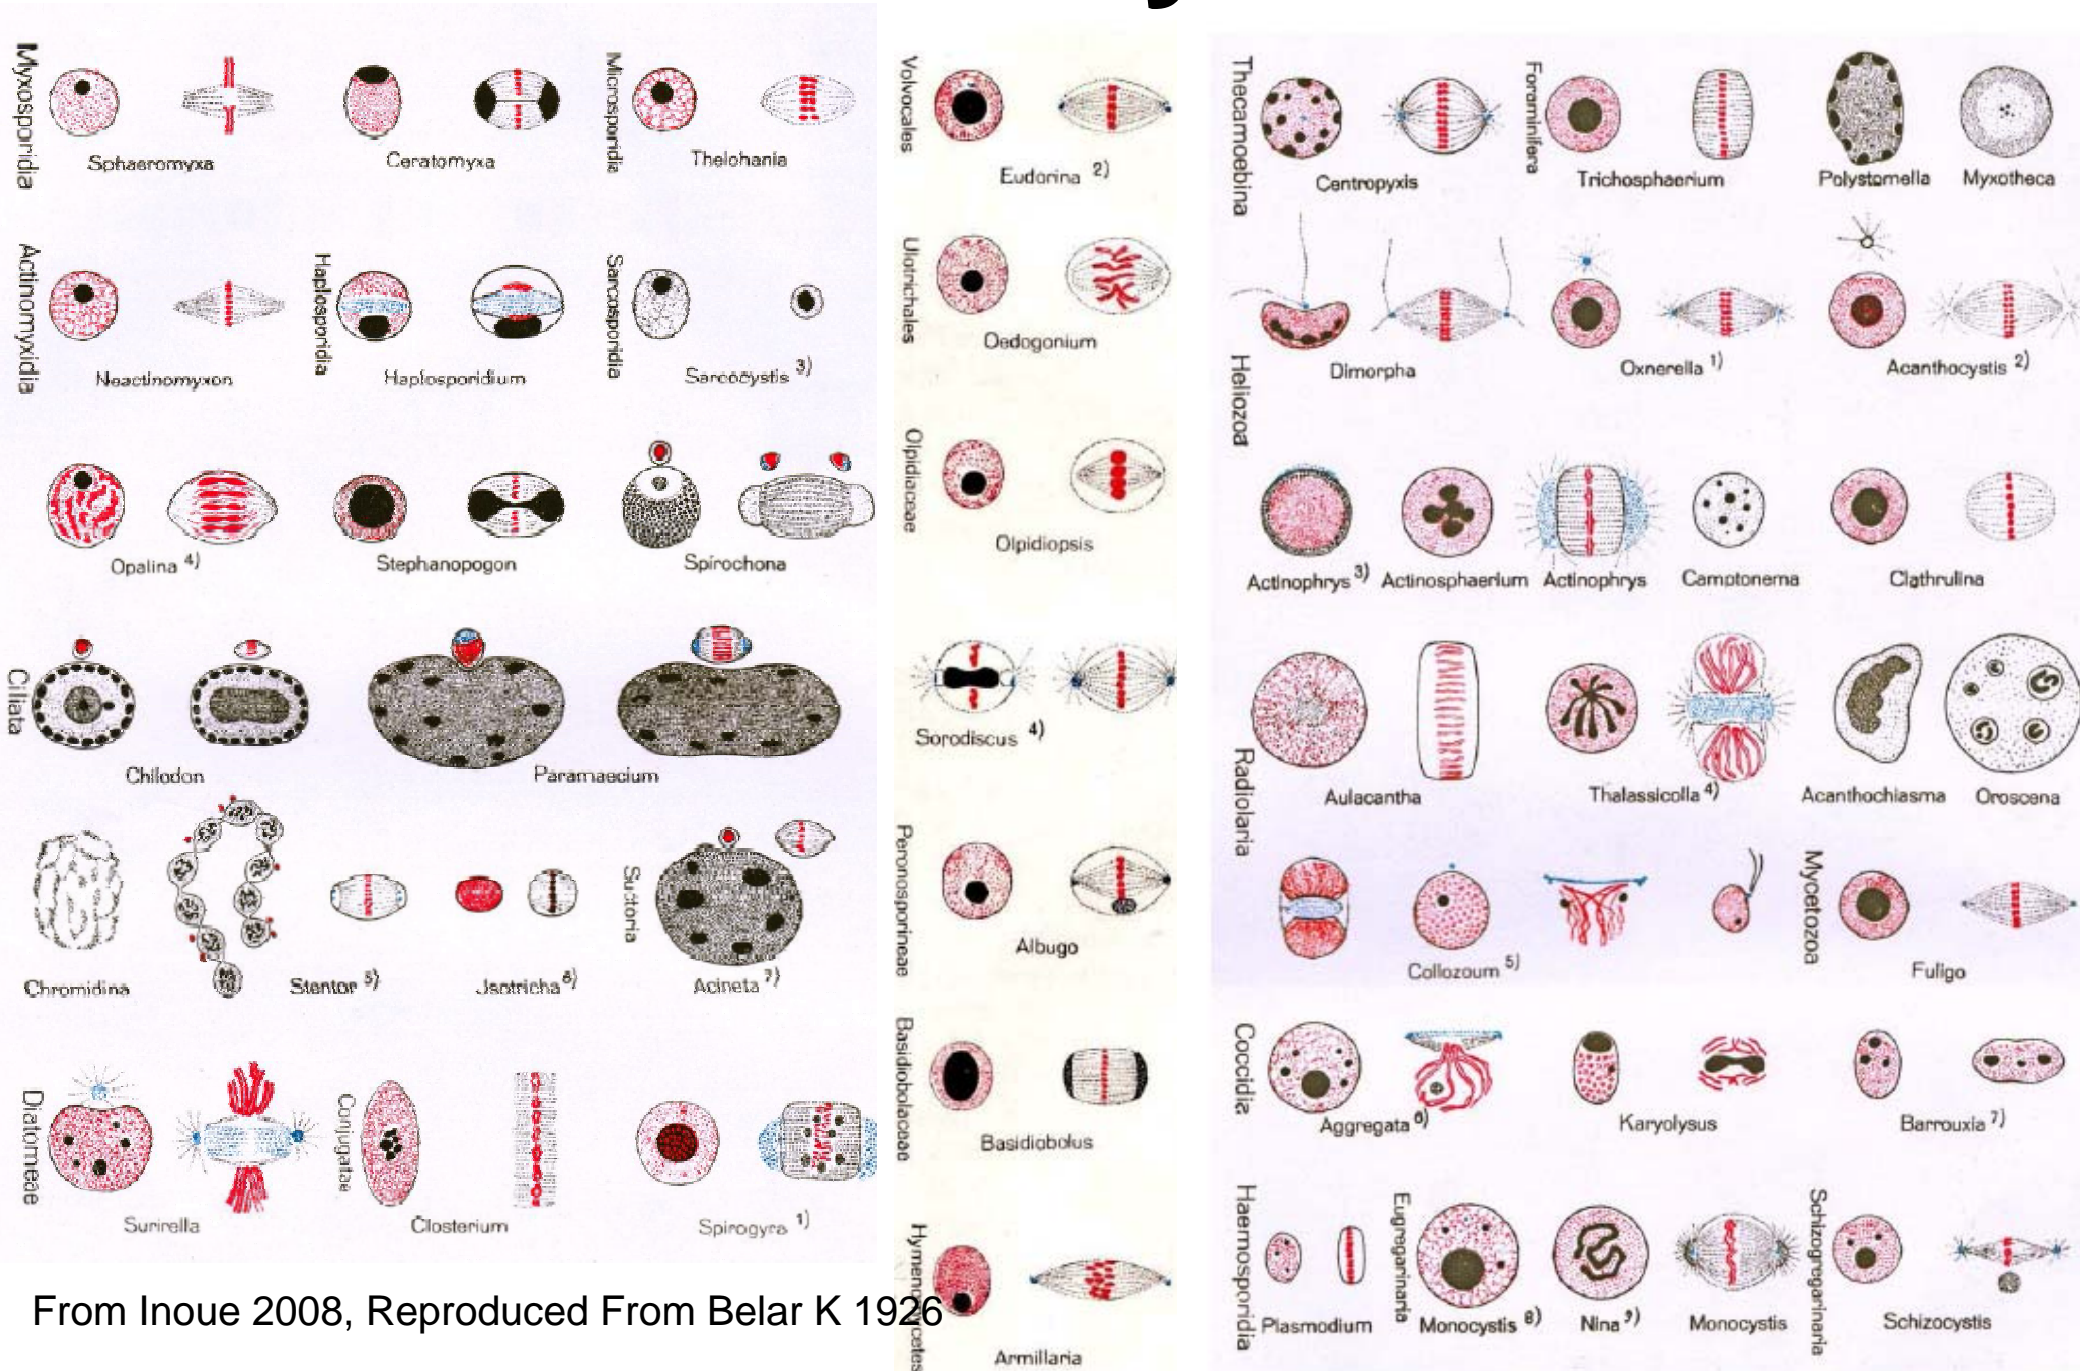 Myxosporidia
Sphaeromyxa
Ceratomyxa
Microsporidia
Thelohania
Actinomyxidia
Neactinomyxon
Haplosporidia
Haplosporidium
Sarcosporidia
Sarcocystis 3)
Opalina 4)
Stephanopogon
Spirochona
Ciliata
Chilodon
Paramaecium
Chromidina
Stentor 5)
Suctoria
Acineta 7)
Diatomeae
Surirella
Conjugatae
Closterium
Spirogyra 1)
Volvocales
Eudorina 2)
Ulotrichales
Oedogonium
Olpidiaceae
Olpidiopsis
Sorodiscus 4)
Peronosporineae
Albugo
Basidiobolaceae
Basidiobolus
Armillaria
Thecamoebina
Centropyxis
Foraminifera
Trichosphaerium
Polystomella
Myxotheca
Heliozoa
Dimorpha
Oxnerella 1)
Acanthocystis 2)
Actinophrys 3)
Actinosphaerium
Actinophrys
Camptonema
Clathrulina
Radiolaria
Aulacantha
Thalassicolla 4)
Acanthochiasma
Oroscena
Collozoum 5)
Mycetozoa
Fuligo
Coccidia
Aggregata 6)
Karyolysus
Barrouxia 7)
Haemosporidia
Plasmodium
Eugregarinaria
Monocystis 8)
Nina 9)
Monocystis
Schizogregarinaria
Schizocystis
From Inoue 2008, Reproduced From Belar K 1926